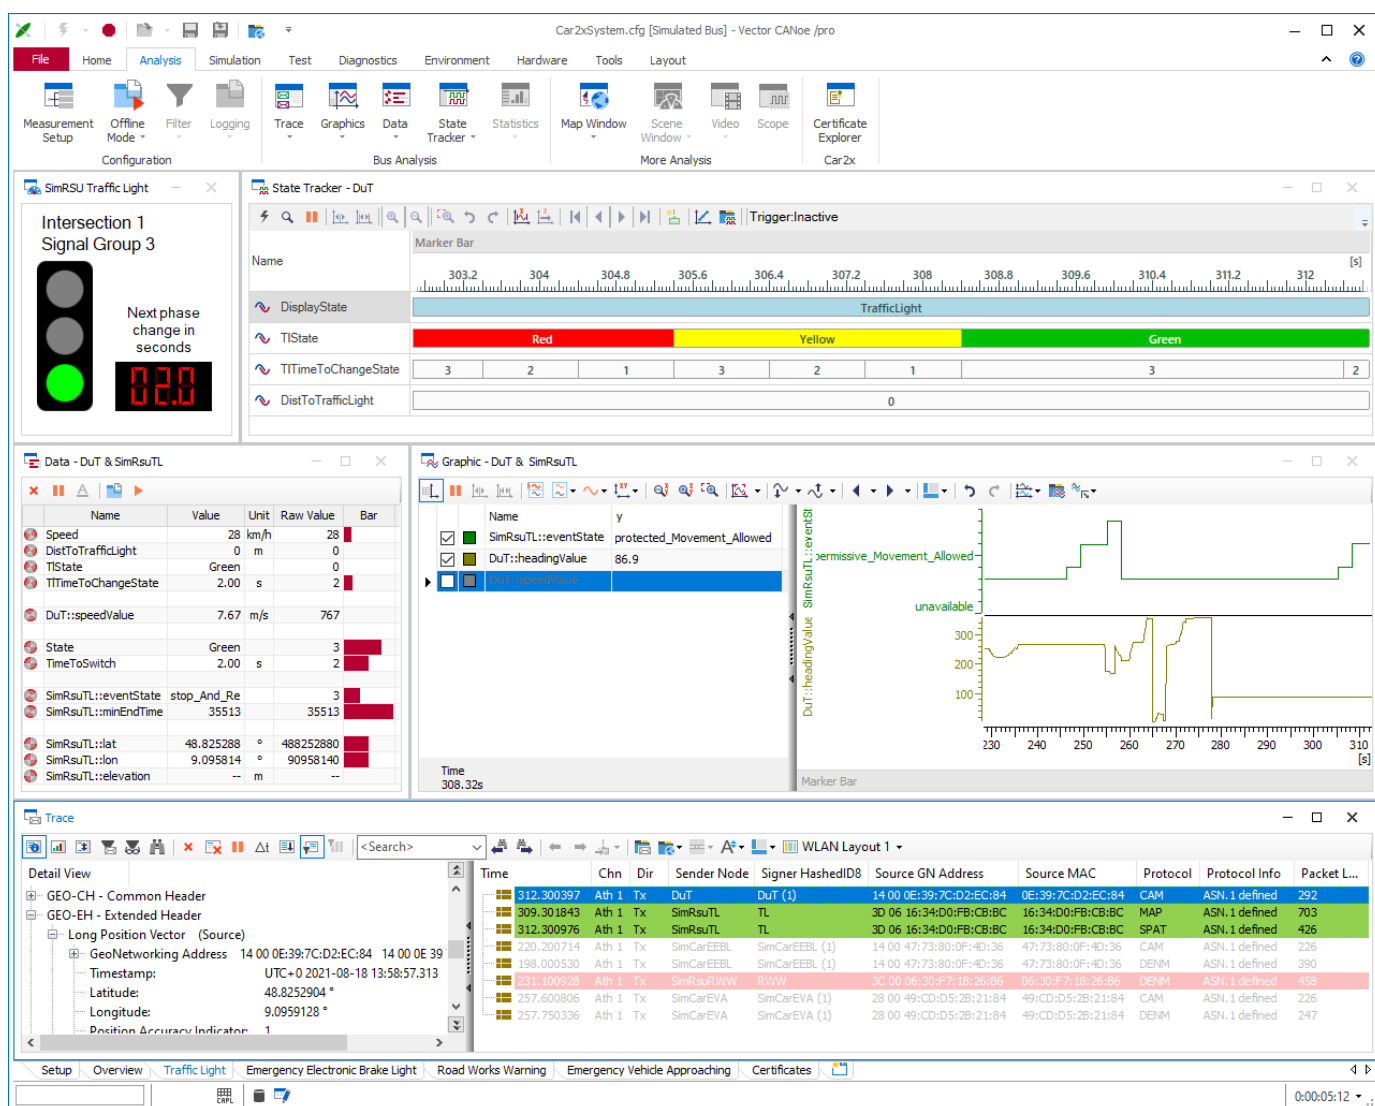 Car2xSystem.cfg [Simulated Bus] - Vector CANoe /pro
File Home Analysis Simulation Test Diagnostics Environment Hardware Tools Layout
Measurement Setup Offline Mode Filter Logging Trace Graphics Data State Tracker Statistics Map Window Scene Window Video Scope Certificate Explorer
Configuration Bus Analysis More Analysis Car2x
SimRSU Traffic Light
Intersection 1
Signal Group 3
Next phase
change in
seconds
02.0
State Tracker - DuT
Trigger:Inactive
Marker Bar
Name
303.2 304 304.8 305.6 306.4 307.2 308 308.8 309.6 310.4 311.2 312 [s]
DisplayState TrafficLight
TlState Red Yellow Green
TlTimeToChangeState 3 2 1 3 2 1 3 2
DistToTrafficLight 0
Data - DuT & SimRsuTL
Name Value Unit Raw Value Bar
Speed 28 km/h 28
DistToTrafficLight 0 m 0
TlState Green 0
TlTimeToChangeState 2.00 s 2
DuT::speedValue 7.67 m/s 767
State Green 3
TimeToSwitch 2.00 s 2
SimRsuTL::eventState stop_And_Re 3
SimRsuTL::minEndTime 35513 35513
SimRsuTL::lat 48.825288 ° 488252880
SimRsuTL::lon 9.095814 ° 90958140
SimRsuTL::elevation -- m --
Graphic - DuT & SimRsuTL
Name y
SimRsuTL::eventState protected_Movement_Allowed
DuT::headingValue 86.9
DuT::speedValue
Time
308.32s
SimRsuTL::eventSt
permissive_Movement_Allowed
unavailable
DuT::headingValue
300
200
100
230 240 250 260 270 280 290 300 310
[s]
Marker Bar
Trace
<Search> WLAN Layout 1
Detail View
GEO-CH - Common Header
GEO-EH - Extended Header
Long Position Vector (Source)
GeoNetworking Address 14 00 0E:39:7C:D2:EC:84 14 00 0E 39
Timestamp: UTC+0 2021-08-18 13:58:57.313
Latitude: 48.8252904 °
Longitude: 9.0959128 °
Position Accuracy Indicator: 1
Time Chn Dir Sender Node Signer HashedID8 Source GN Address Source MAC Protocol Protocol Info Packet L...
312.300397 Ath 1 Tx DuT DuT (1) 14 00 0E:39:7C:D2:EC:84 0E:39:7C:D2:EC:84 CAM ASN.1 defined 292
309.301843 Ath 1 Tx SimRsuTL TL 3D 06 16:34:D0:FB:CB:BC 16:34:D0:FB:CB:BC MAP ASN.1 defined 703
312.300976 Ath 1 Tx SimRsuTL TL 3D 06 16:34:D0:FB:CB:BC 16:34:D0:FB:CB:BC SPAT ASN.1 defined 426
220.200714 Ath 1 Tx SimCarEEBL SimCarEEBL (1) 14 00 47:73:80:0F:4D:36 47:73:80:0F:4D:36 CAM ASN.1 defined 226
198.000530 Ath 1 Tx SimCarEEBL SimCarEEBL (1) 14 00 47:73:80:0F:4D:36 47:73:80:0F:4D:36 DENM ASN.1 defined 390
231.100928 Ath 1 Tx SimRsuRWW RWW 3C 00 06:30:F7:18:26:B6 06:30:F7:18:26:B6 DENM ASN.1 defined 458
257.600806 Ath 1 Tx SimCarEVA SimCarEVA (1) 28 00 49:CD:D5:2B:21:84 49:CD:D5:2B:21:84 CAM ASN.1 defined 226
257.750336 Ath 1 Tx SimCarEVA SimCarEVA (1) 28 00 49:CD:D5:2B:21:84 49:CD:D5:2B:21:84 DENM ASN.1 defined 247
Setup Overview Traffic Light Emergency Electronic Brake Light Road Works Warning Emergency Vehicle Approaching Certificates
CAPL 0:00:05:12